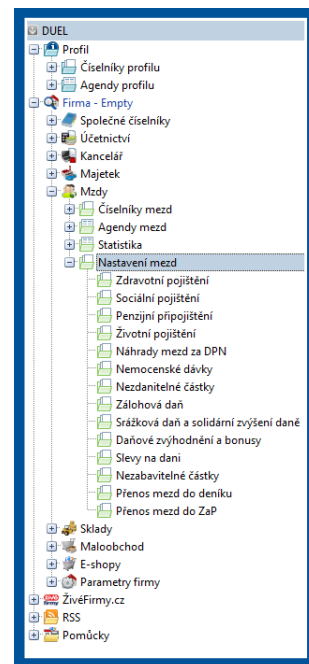 DUEL
Profil
Číselníky profilu
Agendy profilu
Firma - Empty
Společné číselníky
Účetnictví
Kancelář
Majetek
Mzdy
Číselníky mezd
Agendy mezd
Statistika
Nastavení mezd
Zdravotní pojištění
Sociální pojištění
Penzijní připojištění
Životní pojištění
Náhrady mezd za DPN
Nemocenské dávky
Nezdanitelné částky
Zálohová daň
Srážková daň a solidární zvýšení daně
Daňové zvýhodnění a bonusy
Slevy na dani
Nezabavitelné částky
Přenos mezd do deníku
Přenos mezd do ZaP
Sklady
Maloobchod
E-shopy
Parametry firmy
ŽivéFirmy.cz
RSS
Pomůcky